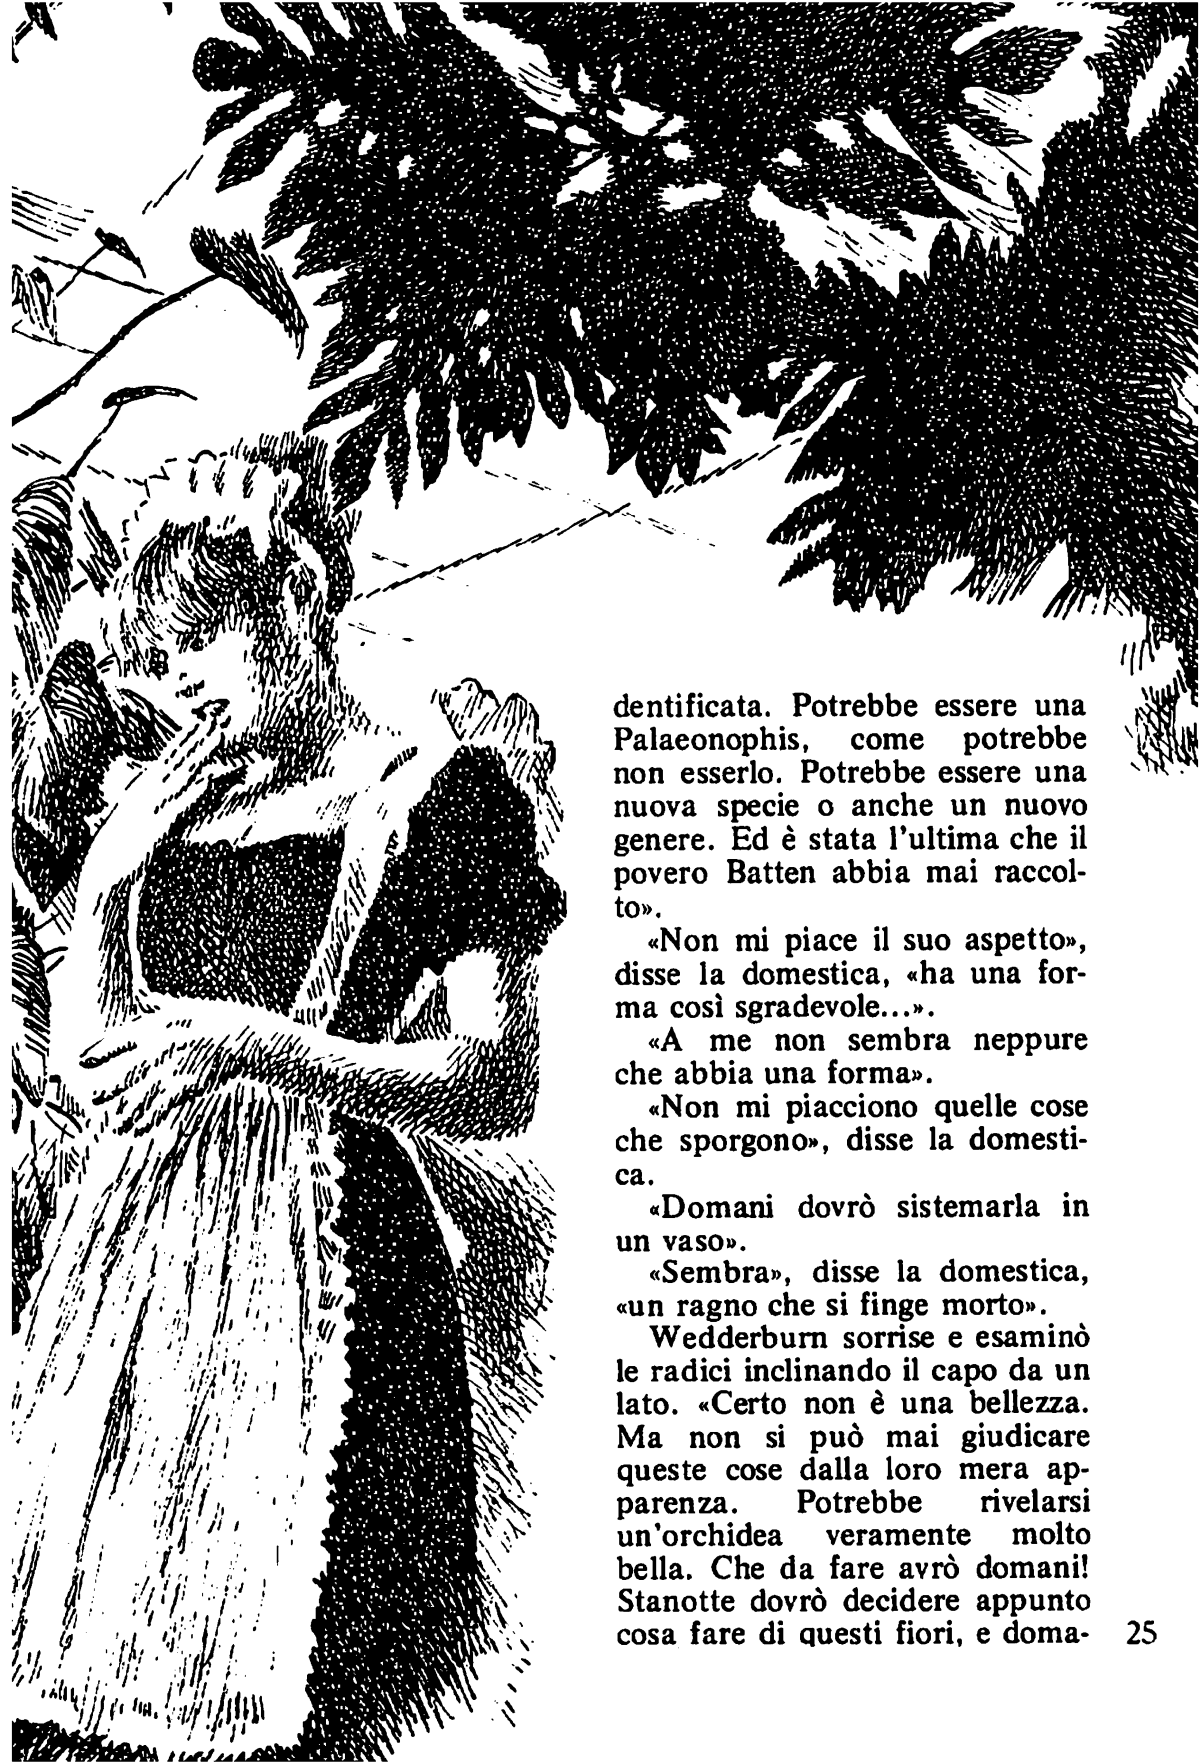 dentificata. Potrebbe essere una
Palaeonophis, come potrebbe
non esserlo. Potrebbe essere una
nuova specie o anche un nuovo
genere. Ed è stata l'ultima che il
povero Batten abbia mai raccol-
to».
«Non mi piace il suo aspetto»,
disse la domestica, «ha una for-
ma così sgradevole...».
«A me non sembra neppure
che abbia una forma».
«Non mi piacciono quelle cose
che sporgono», disse la domesti-
ca.
«Domani dovrò sistemarla in
un vaso».
«Sembra», disse la domestica,
«un ragno che si finge morto».
Wedderburn sorrise e esaminò
le radici inclinando il capo da un
lato. «Certo non è una bellezza.
Ma non si può mai giudicare
queste cose dalla loro mera ap-
parenza. Potrebbe rivelarsi
un'orchidea veramente molto
bella. Che da fare avrò domani!
Stanotte dovrò decidere appunto
cosa fare di questi fiori, e doma-
25